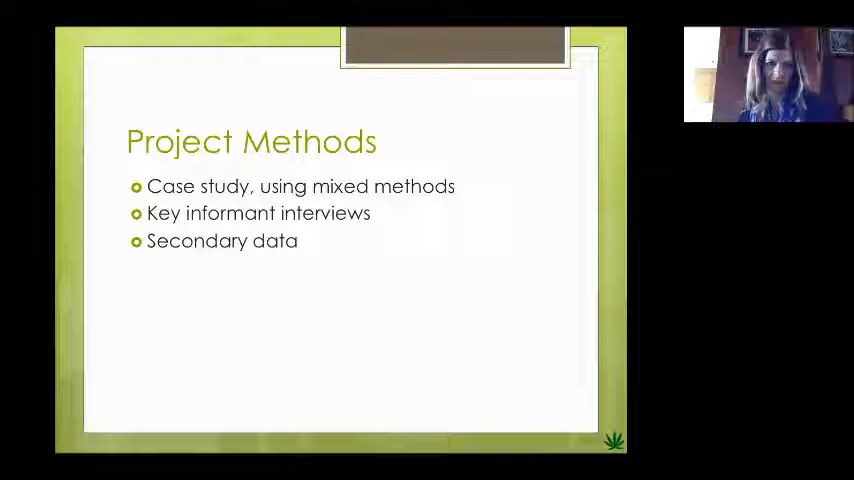 Project Methods
Case study, using mixed methods
Key informant interviews
Secondary data